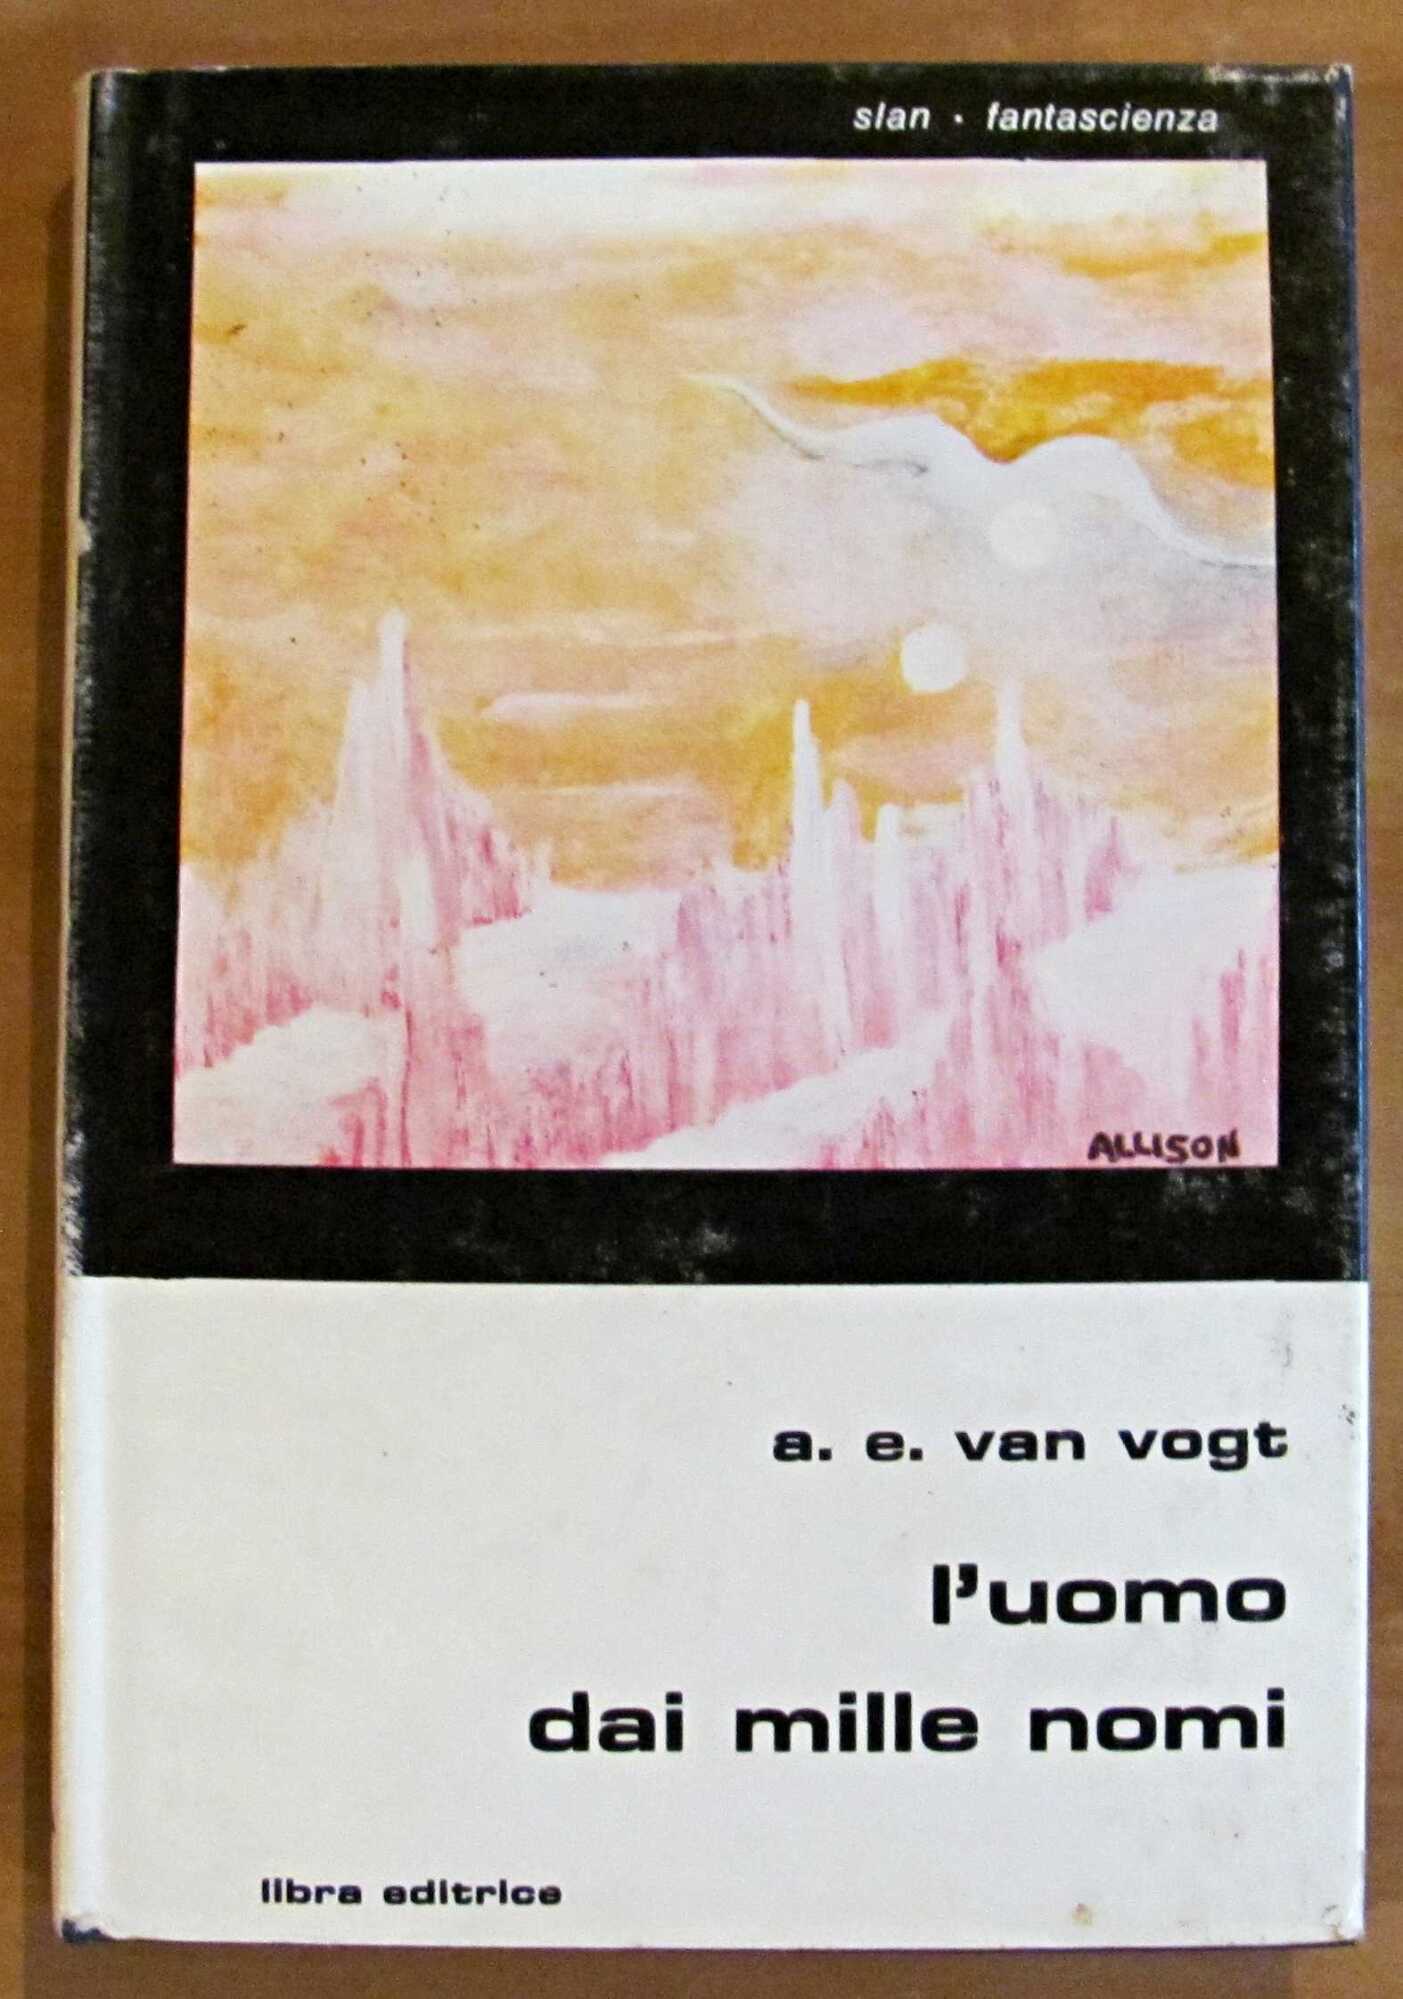 slan · fantascienza
ALLISON
a. e. van vogt
l'uomo
dai mille nomi
libra editrice